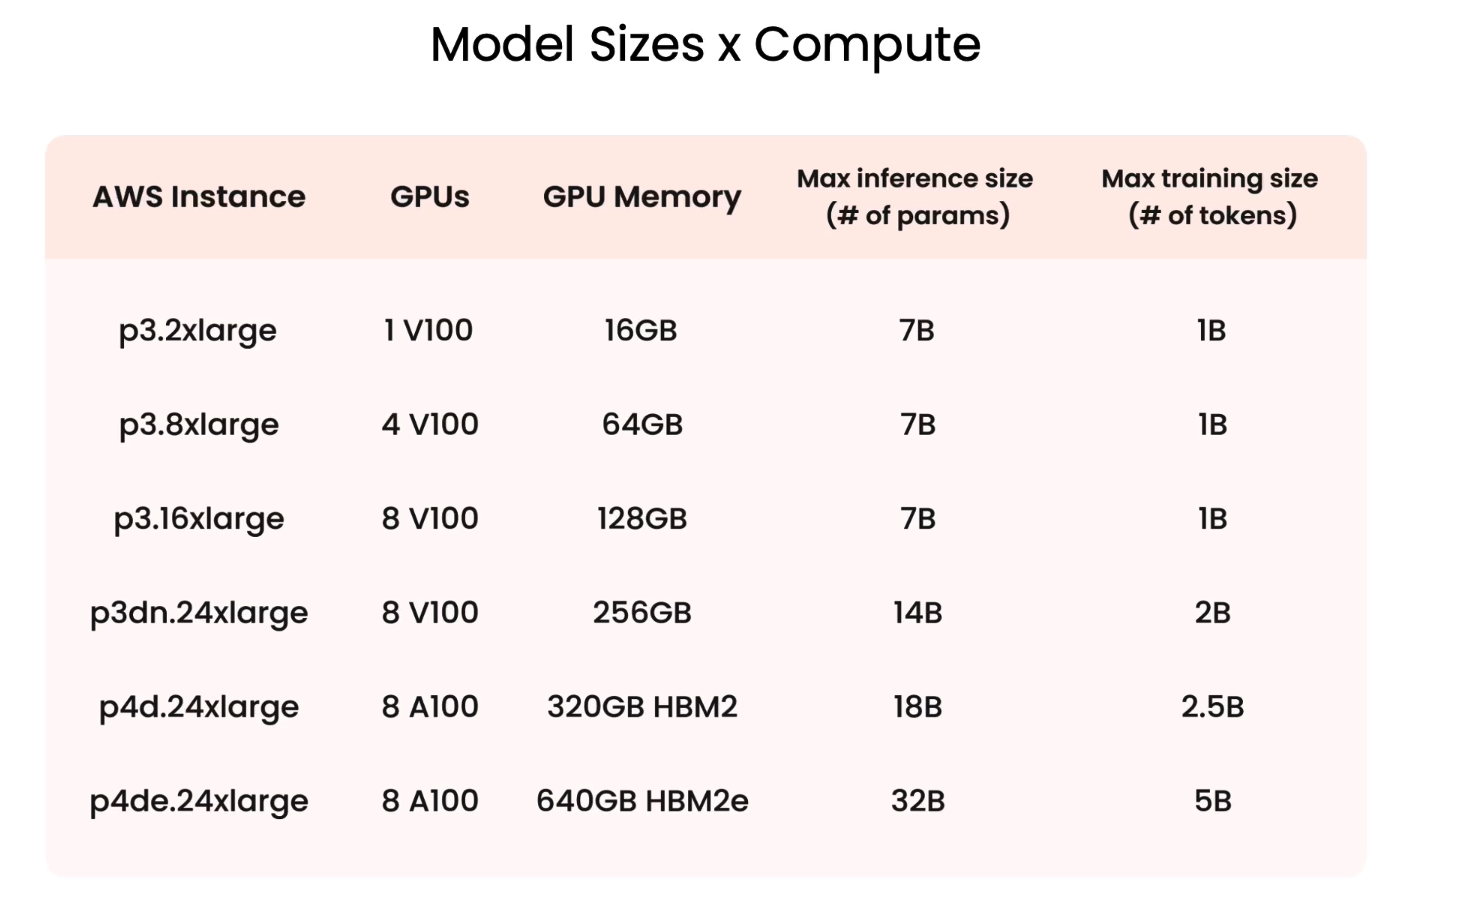 Model Sizes x Compute
AWS Instance GPUs GPU Memory Max inference size (# of params) Max training size (# of tokens)
p3.2xlarge 1 V100 16GB 7B 1B
p3.8xlarge 4 V100 64GB 7B 1B
p3.16xlarge 8 V100 128GB 7B 1B
p3dn.24xlarge 8 V100 256GB 14B 2B
p4d.24xlarge 8 A100 320GB HBM2 18B 2.5B
p4de.24xlarge 8 A100 640GB HBM2e 32B 5B